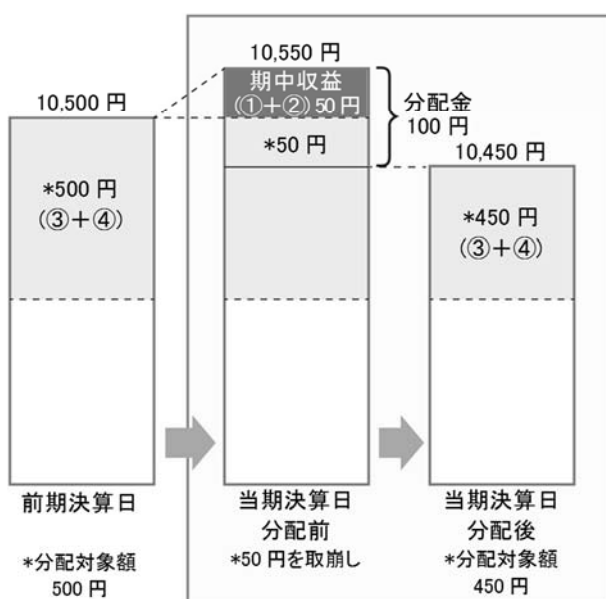 10,500 円
*500 円
(③+④)
前期決算日
*分配対象額
500 円
10,550 円
期中収益
(①+②) 50 円
*50 円
分配金
100 円
当期決算日
分配前
*50 円を取崩し
10,450 円
*450 円
(③+④)
当期決算日
分配後
*分配対象額
450 円